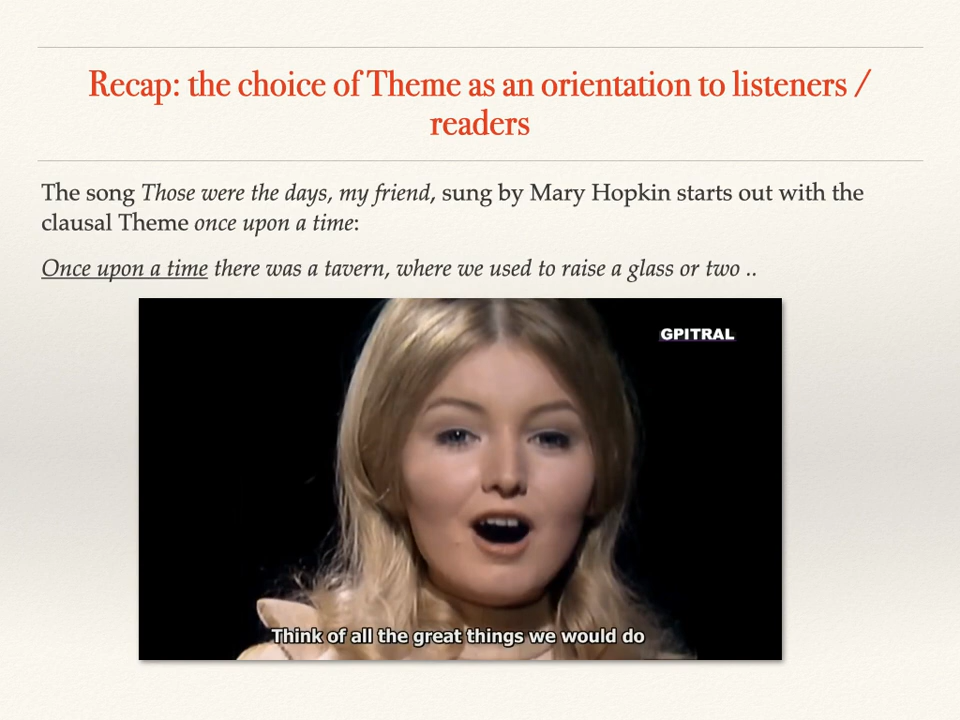 Recap: the choice of Theme as an orientation to listeners /
readers
The song Those were the days, my friend, sung by Mary Hopkin starts out with the
clausal Theme once upon a time:
Once upon a time there was a tavern, where we used to raise a glass or two ..
GPITRAL
Think of all the great things we would do